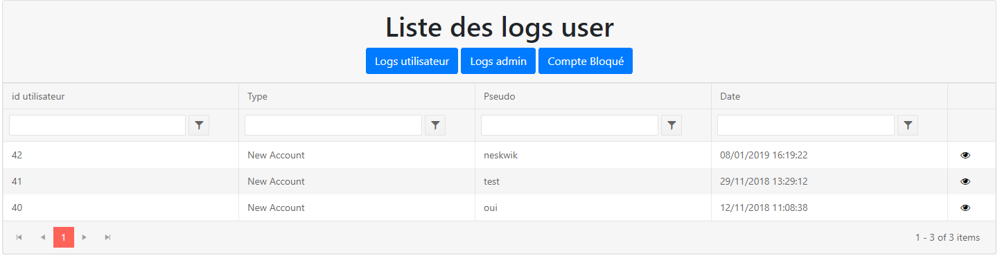 Liste des logs user
Logs utilisateur Logs admin Compte Bloqué
id utilisateur Type Pseudo Date
42 New Account neskwik 08/01/2019 16:19:22
41 New Account test 29/11/2018 13:29:12
40 New Account oui 12/11/2018 11:08:38
1 1 - 3 of 3 items